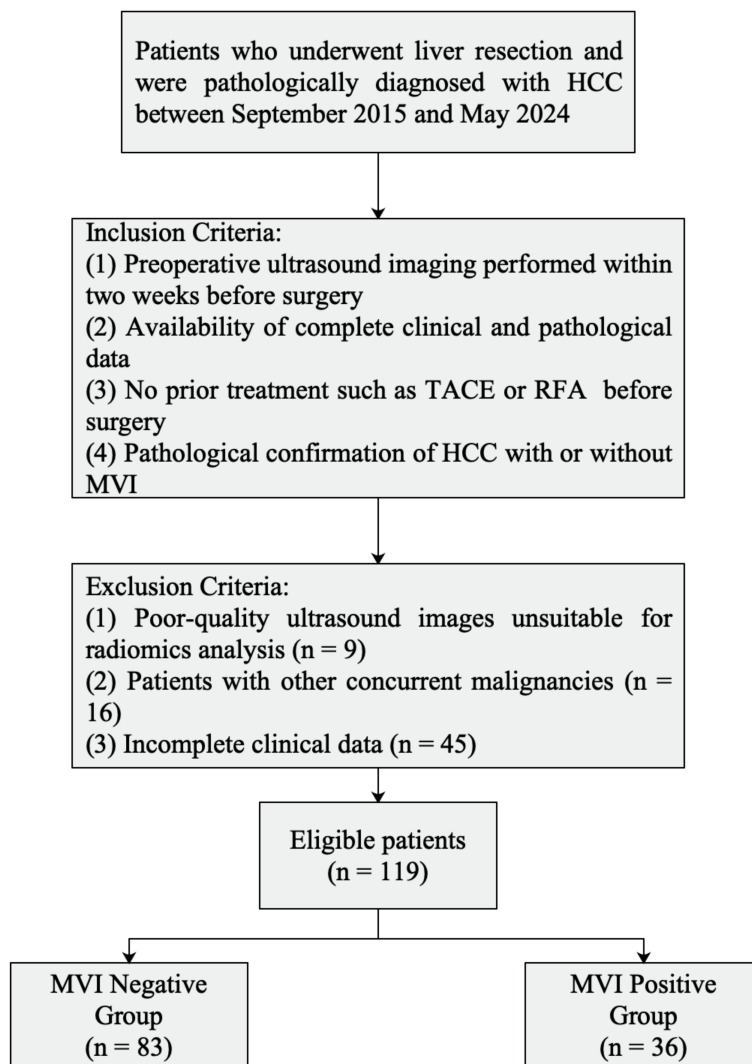 Patients who underwent liver resection and
were pathologically diagnosed with HCC
between September 2015 and May 2024
Inclusion Criteria:
(1) Preoperative ultrasound imaging performed within
two weeks before surgery
(2) Availability of complete clinical and pathological
data
(3) No prior treatment such as TACE or RFA before
surgery
(4) Pathological confirmation of HCC with or without
MVI
Exclusion Criteria:
(1) Poor-quality ultrasound images unsuitable for
radiomics analysis (n = 9)
(2) Patients with other concurrent malignancies (n =
16)
(3) Incomplete clinical data (n = 45)
Eligible patients
(n = 119)
MVI Negative
Group
(n = 83)
MVI Positive
Group
(n = 36)